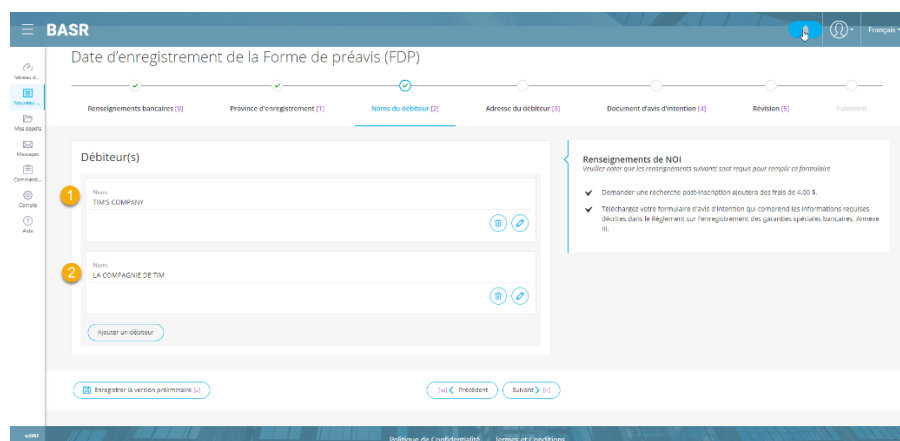 BASR
Français
Date d'enregistrement de la Forme de préavis (FDP)
Renseignements bancaires [0]
Province d'enregistrement [1]
Noms du débiteur [2]
Adresse du débiteur [3]
Document d'avis d'intention [4]
Révision [5]
Paiement
Mes dépôts
Messages
Command...
Compte
Aide
Débiteur(s)
1
Nom:
TIM'S COMPANY
2
Nom:
LA COMPAGNIE DE TIM
Ajouter un débiteur
Renseignements de NOI
Veuillez noter que les renseignements suivants sont requis pour remplir ce formulaire
Demander une recherche post-inscription ajoutera des frais de 4.00 $.
Téléchargez votre formulaire d'avis d'intention qui comprend les informations requises
décrites dans le Règlement sur l'enregistrement des garanties spéciales bancaires. Annexe
III.
Enregistrer la version préliminaire
Précédent
Suivant
Politique de Confidentialité
Termes et Conditions